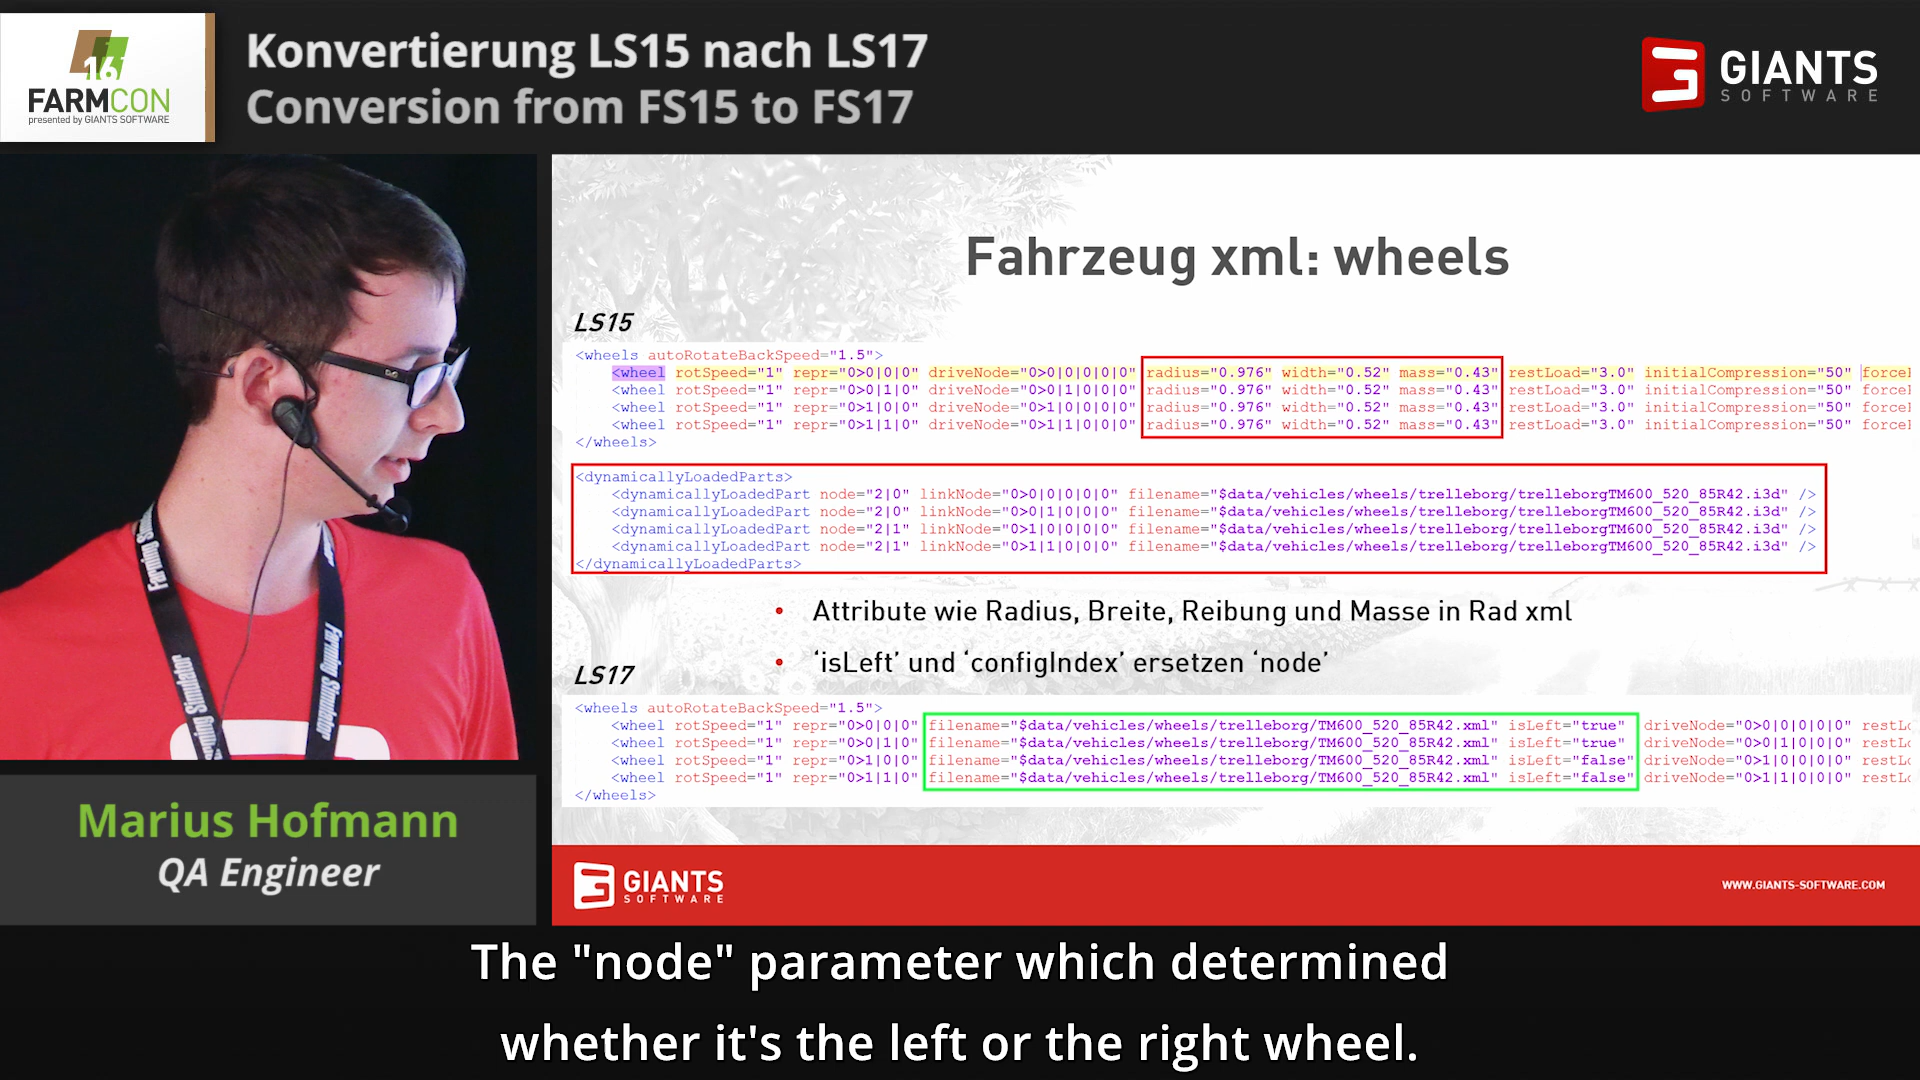 16
FARMCON
presented by GIANTS SOFTWARE
Konvertierung LS15 nach LS17
Conversion from FS15 to FS17
GIANTS
SOFTWARE
Farming Simulator
Farming Simulator
Marius Hofmann
QA Engineer
Fahrzeug xml: wheels
LS15
<wheels autoRotateBackSpeed="1.5">
<wheel rotSpeed="1" repr="0>0|0|0" driveNode="0>0|0|0|0|0" radius="0.976" width="0.52" mass="0.43" restLoad="3.0" initialCompression="50"
<wheel rotSpeed="1" repr="0>0|1|0" driveNode="0>0|1|0|0|0" radius="0.976" width="0.52" mass="0.43" restLoad="3.0" initialCompression="50"
<wheel rotSpeed="1" repr="0>1|0|0" driveNode="0>1|0|0|0|0" radius="0.976" width="0.52" mass="0.43" restLoad="3.0" initialCompression="50"
<wheel rotSpeed="1" repr="0>1|1|0" driveNode="0>1|1|0|0|0" radius="0.976" width="0.52" mass="0.43" restLoad="3.0" initialCompression="50"
</wheels>
<dynamicallyLoadedParts>
<dynamicallyLoadedPart node="2|0" linkNode="0>0|0|0|0|0" filename="$data/vehicles/wheels/trelleborg/trelleborgTM600_520_85R42.i3d" />
<dynamicallyLoadedPart node="2|0" linkNode="0>0|1|0|0|0" filename="$data/vehicles/wheels/trelleborg/trelleborgTM600_520_85R42.i3d" />
<dynamicallyLoadedPart node="2|1" linkNode="0>1|0|0|0|0" filename="$data/vehicles/wheels/trelleborg/trelleborgTM600_520_85R42.i3d" />
<dynamicallyLoadedPart node="2|1" linkNode="0>1|1|0|0|0" filename="$data/vehicles/wheels/trelleborg/trelleborgTM600_520_85R42.i3d" />
</dynamicallyLoadedParts>
• Attribute wie Radius, Breite, Reibung und Masse in Rad xml
• ‘isLeft’ und ‘configIndex’ ersetzen ‘node’
LS17
<wheels autoRotateBackSpeed="1.5">
<wheel rotSpeed="1" repr="0>0|0|0" filename="$data/vehicles/wheels/trelleborg/TM600_520_85R42.xml" isLeft="true" driveNode="0>0|0|0|0|0"
<wheel rotSpeed="1" repr="0>0|1|0" filename="$data/vehicles/wheels/trelleborg/TM600_520_85R42.xml" isLeft="true" driveNode="0>0|1|0|0|0"
<wheel rotSpeed="1" repr="0>1|0|0" filename="$data/vehicles/wheels/trelleborg/TM600_520_85R42.xml" isLeft="false" driveNode="0>1|0|0|0|0"
<wheel rotSpeed="1" repr="0>1|1|0" filename="$data/vehicles/wheels/trelleborg/TM600_520_85R42.xml" isLeft="false" driveNode="0>1|1|0|0|0"
</wheels>
GIANTS
SOFTWARE
WWW.GIANTS-SOFTWARE.COM
The "node" parameter which determined
whether it's the left or the right wheel.